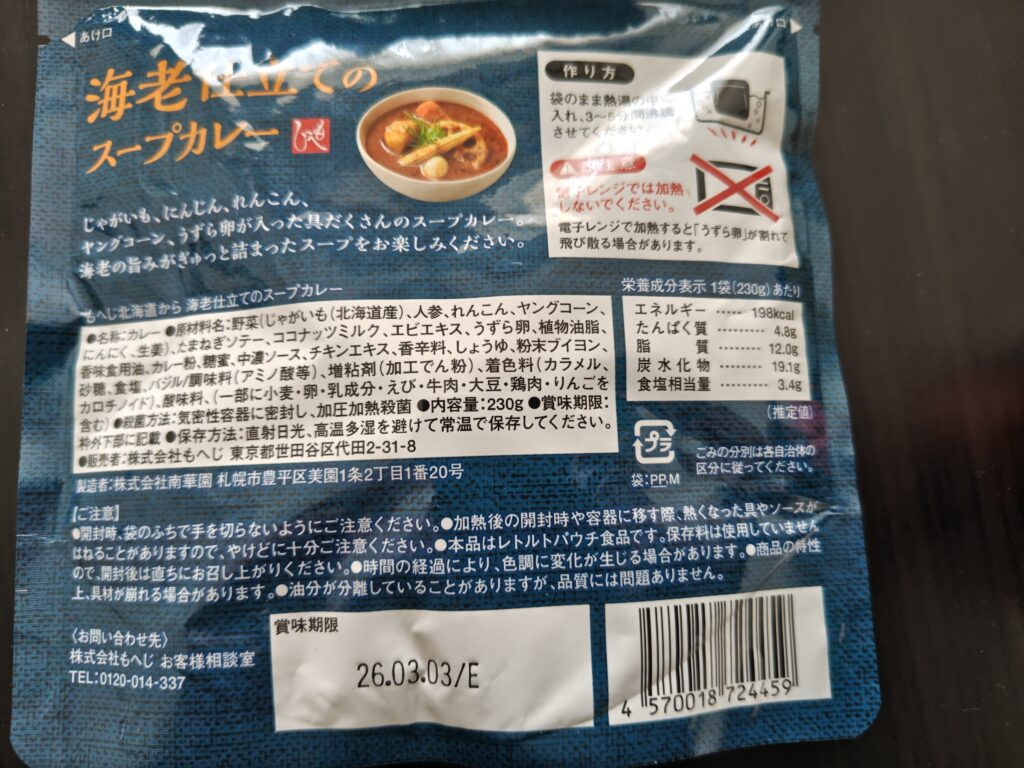 ◀あけ口
け口▶
海老仕立ての
スープカレー
もへじ
じゃがいも、にんじん、れんこん、
ヤングコーン、うずら卵が入った具だくさんのスープカレー。
海老の旨みがぎゅっと詰まったスープをお楽しみください。
作り方
袋のまま熱湯の中に
入れ、3〜5分間沸騰
させてください。
ご注意
電子レンジでは加熱
しないでください。
電子レンジで加熱すると「うずら卵」が割れて
飛び散る場合があります。
もへじ北海道から 海老仕立てのスープカレー
●名称:カレー ●原材料名:野菜(じゃがいも(北海道産)、人参、れんこん、ヤングコーン、
にんにく、生姜)、たまねぎソテー、ココナッツミルク、エビエキス、うずら卵、植物油脂、
香味食用油、カレー粉、糖蜜、中濃ソース、チキンエキス、香辛料、しょうゆ、粉末ブイヨン、
砂糖、食塩、バジル/調味料(アミノ酸等)、増粘剤(加工でん粉)、着色料(カラメル、
カロチノイド)、酸味料、(一部に小麦・卵・乳成分・えび・牛肉・大豆・鶏肉・りんごを
含む) ●殺菌方法:気密性容器に密封し、加圧加熱殺菌 ●内容量:230g ●賞味期限:
枠外下部に記載 ●保存方法:直射日光、高温多湿を避けて常温で保存してください。
●販売者:株式会社もへじ 東京都世田谷区代田2-31-8
製造者:株式会社南華園 札幌市豊平区美園1条2丁目1番20号
栄養成分表示 1袋(230g)あたり
エネルギー ····· 198kcal
たんぱく質 ········· 4.8g
脂質 ········· 12.0g
炭水化物 ········· 19.1g
食塩相当量 ········· 3.4g
(推定値)
プラ
袋:PP,M
ごみの分別は各自治体の
区分に従ってください。
【ご注意】
●開封時、袋のふちで手を切らないようにご注意ください。●加熱後の開封時や容器に移す際、熱くなった具やソースが
はねることがありますので、やけどに十分ご注意ください。●本品はレトルトパウチ食品です。保存料は使用していません
ので、開封後は直ちにお召し上がりください。●時間の経過により、色調に変化が生じる場合があります。●商品の特性
上、具材が崩れる場合があります。●油分が分離していることがありますが、品質には問題ありません。
〈お問い合わせ先〉
株式会社もへじ お客様相談室
TEL:0120-014-337
賞味期限
26.03.03/E
4 570018 724459